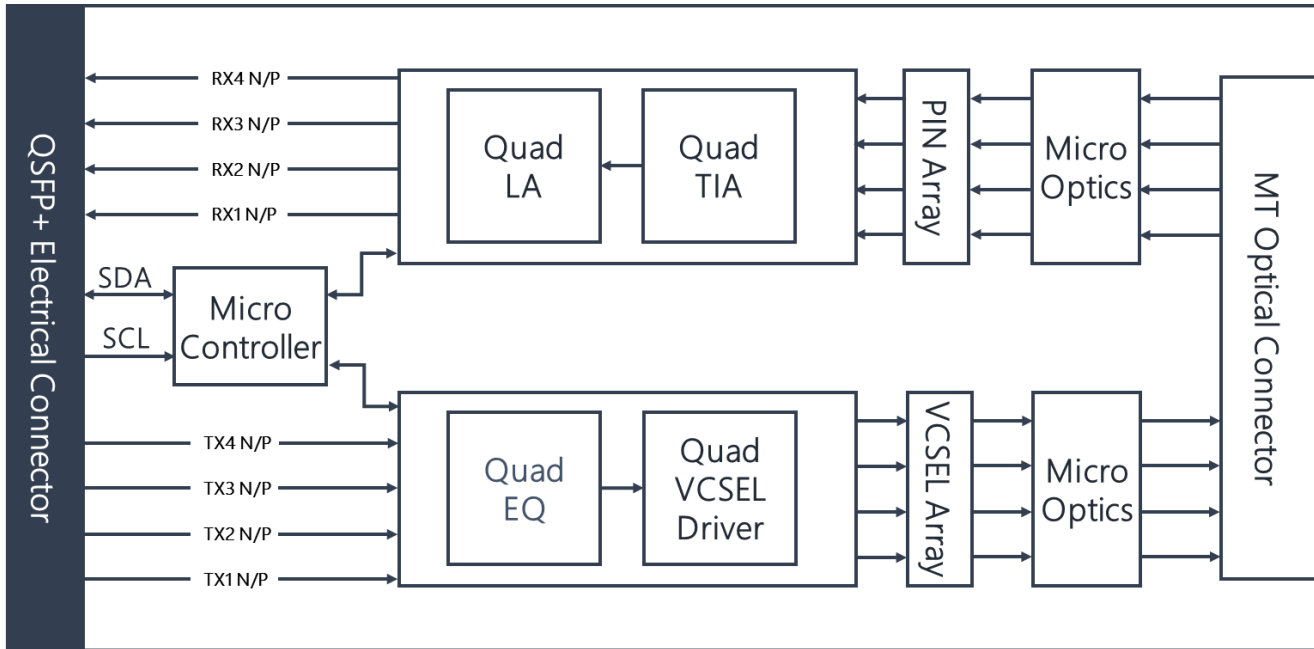 QSFP+ Electrical Connector
RX4 N/P
RX3 N/P
RX2 N/P
RX1 N/P
Quad
LA
Quad
TIA
PIN Array
Micro
Optics
MT Optical Connector
SDA
SCL
Micro
Controller
TX4 N/P
TX3 N/P
TX2 N/P
TX1 N/P
Quad
EQ
Quad
VCSEL
Driver
VCSEL Array
Micro
Optics